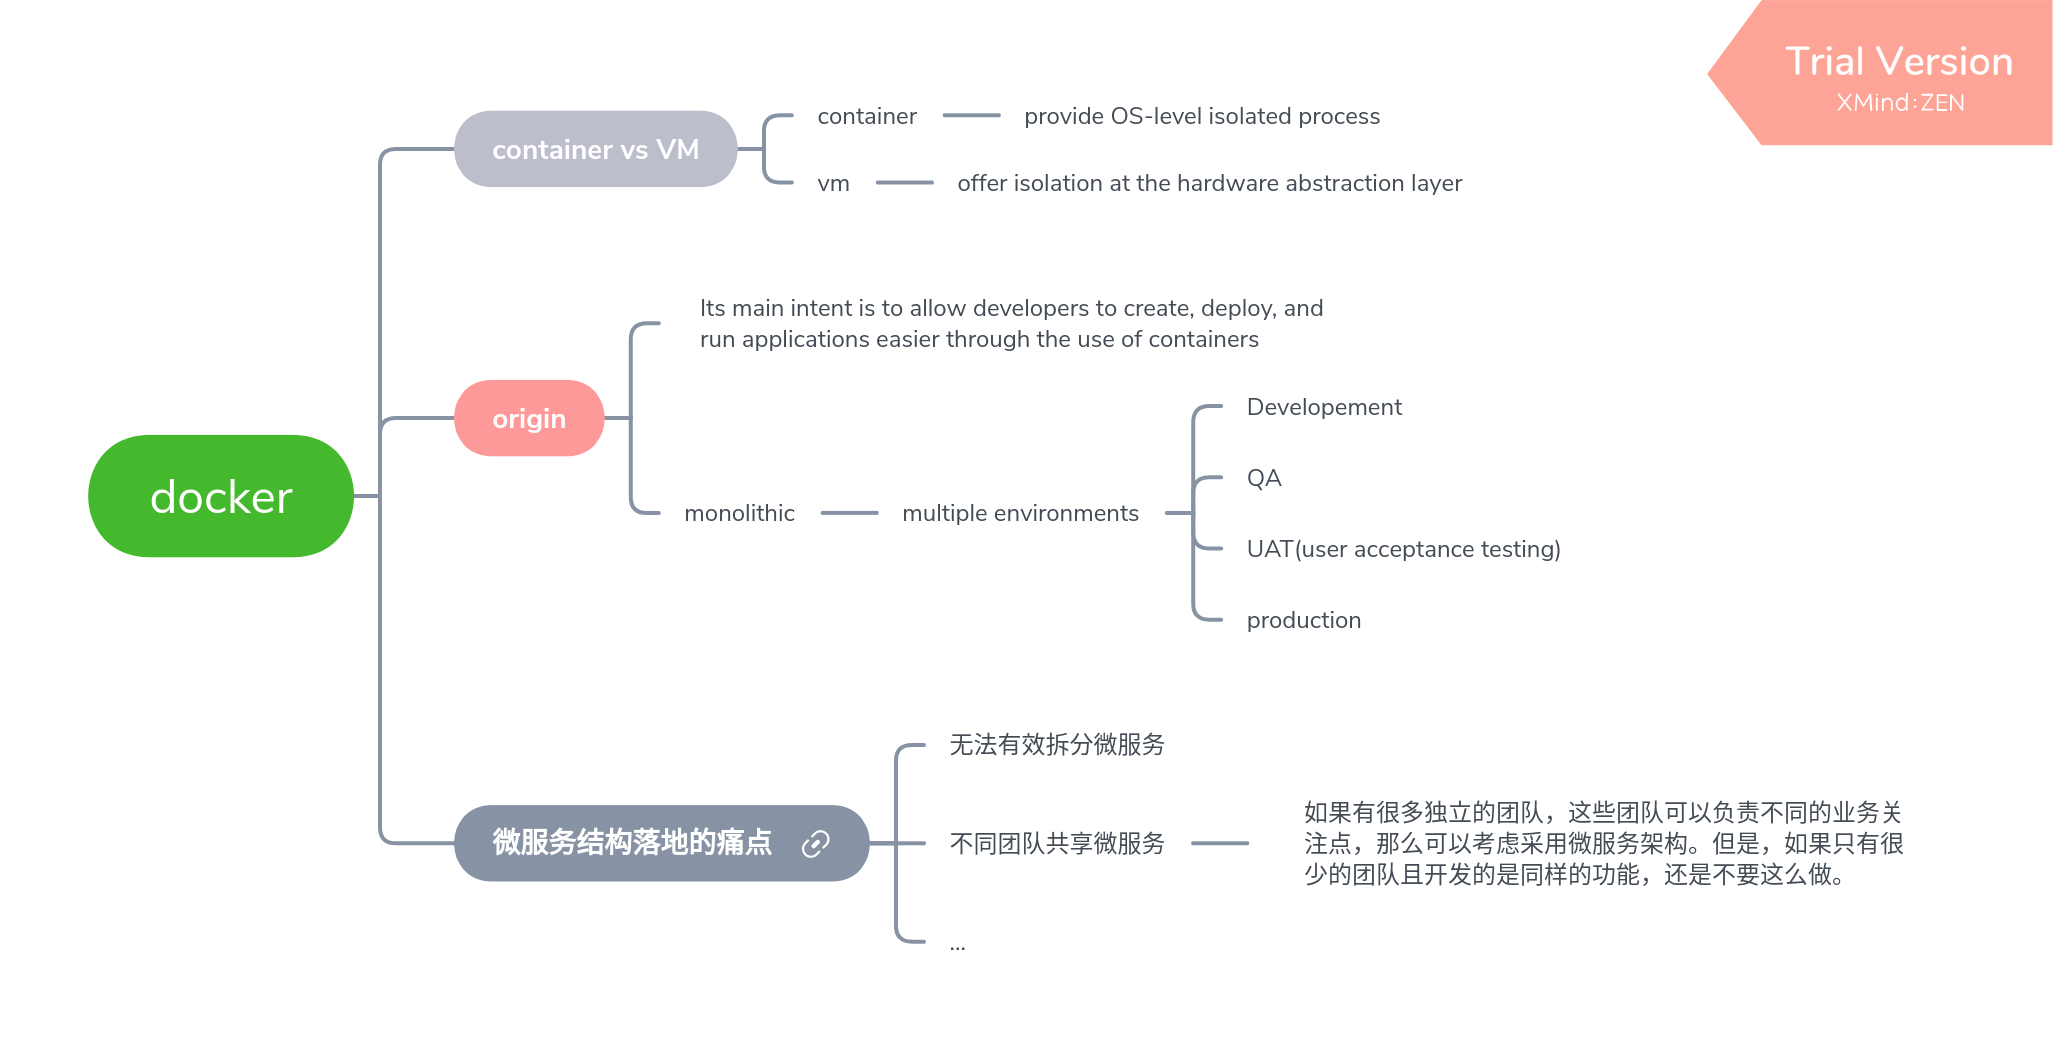 Trial Version
XMind:ZEN
docker
container vs VM
container
provide OS-level isolated process
vm
offer isolation at the hardware abstraction layer
origin
Its main intent is to allow developers to create, deploy, and
run applications easier through the use of containers
monolithic
multiple environments
Developement
QA
UAT(user acceptance testing)
production
微服务结构落地的痛点
无法有效拆分微服务
不同团队共享微服务
如果有很多独立的团队，这些团队可以负责不同的业务关
注点，那么可以考虑采用微服务架构。但是，如果只有很
少的团队且开发的是同样的功能，还是不要这么做。
...